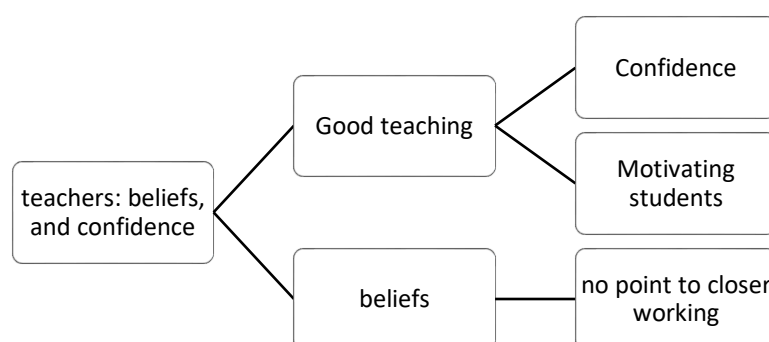 Confidence
Good teaching
Motivating
students
teachers: beliefs,
and confidence
beliefs
no point to closer
working